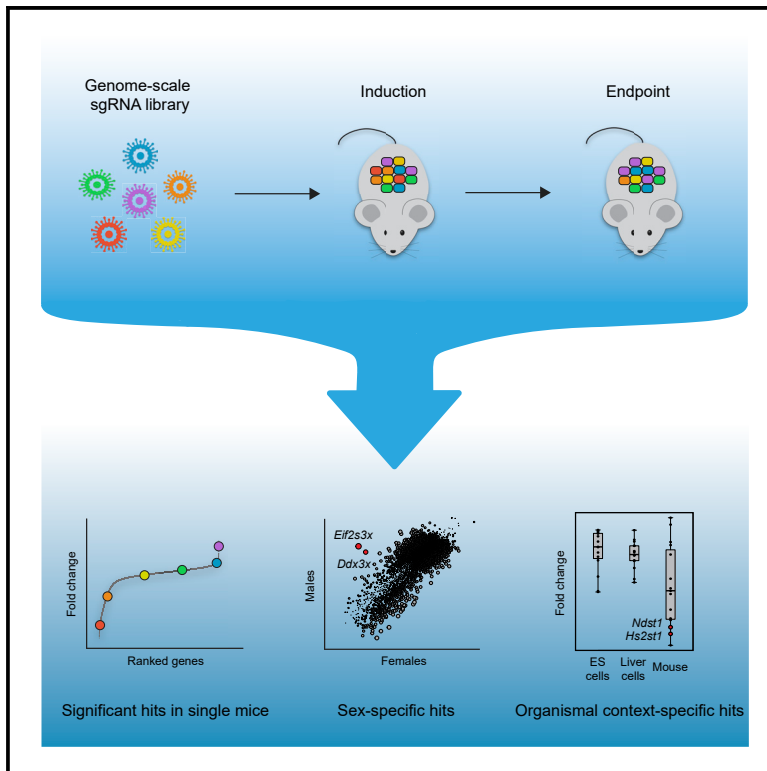 Genome-scale
sgRNA library
Induction
Endpoint
Fold change
Ranked genes
Significant hits in single mice
Males
Eif2s3x
Ddx3x
Females
Sex-specific hits
Fold change
Ndst1
Hs2st1
ES
cells
Liver
cells
Mouse
Organismal context-specific hits